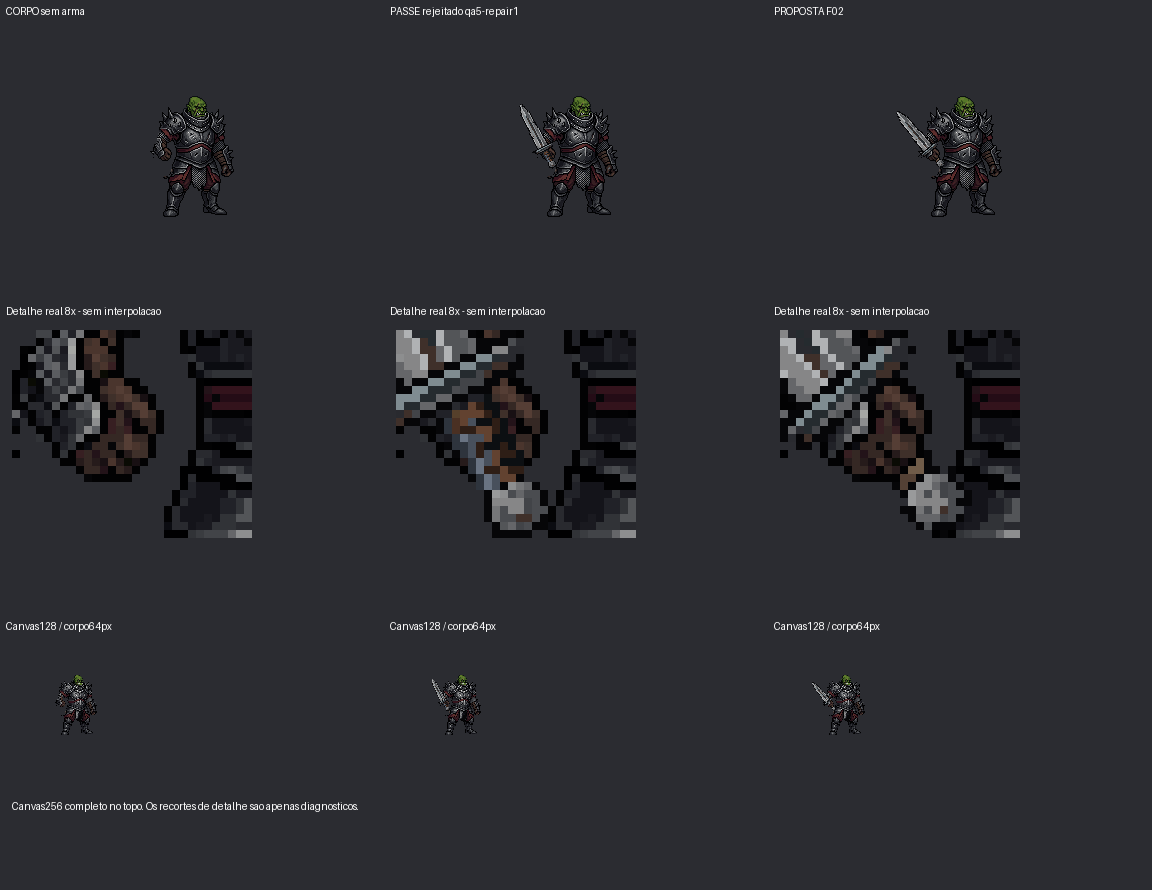 CORPO sem arma
PASSE rejeitado qa5-repair1
PROPOSTA F02
Detalhe real 8x - sem interpolacao
Detalhe real 8x - sem interpolacao
Detalhe real 8x - sem interpolacao
Canvas128 / corpo64px
Canvas128 / corpo64px
Canvas128 / corpo64px
Canvas256 completo no topo. Os recortes de detalhe sao apenas diagnosticos.